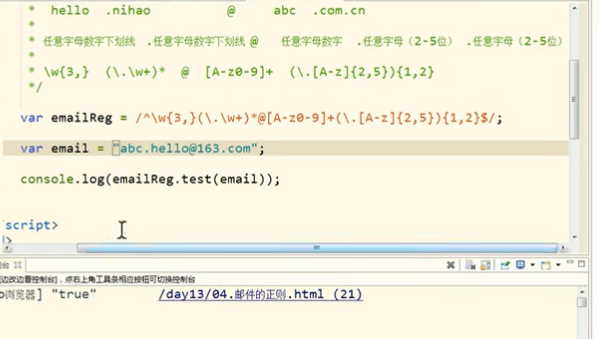 * hello .nihao @ abc .com.cn
*
* 任意字母数字下划线 .任意字母数字下划线 @ 任意字母数字 .任意字母（2-5位） .任意字母（2-5位）
*
* \w{3,} (\.\w+)* @ [A-z0-9]+ (\.[A-z]{2,5}){1,2}
*/
var emailReg = /^\w{3,}(\.\w+)*@[A-z0-9]+(\.[A-z]{2,5}){1,2}$/;
var email = "abc.hello@163.com";
console.log(emailReg.test(email));
script>
台
边改边看控制台]，点右上角工具条相应按钮可切换控制台
浏览器] "true" /day13/04.邮件的正则.html (21)